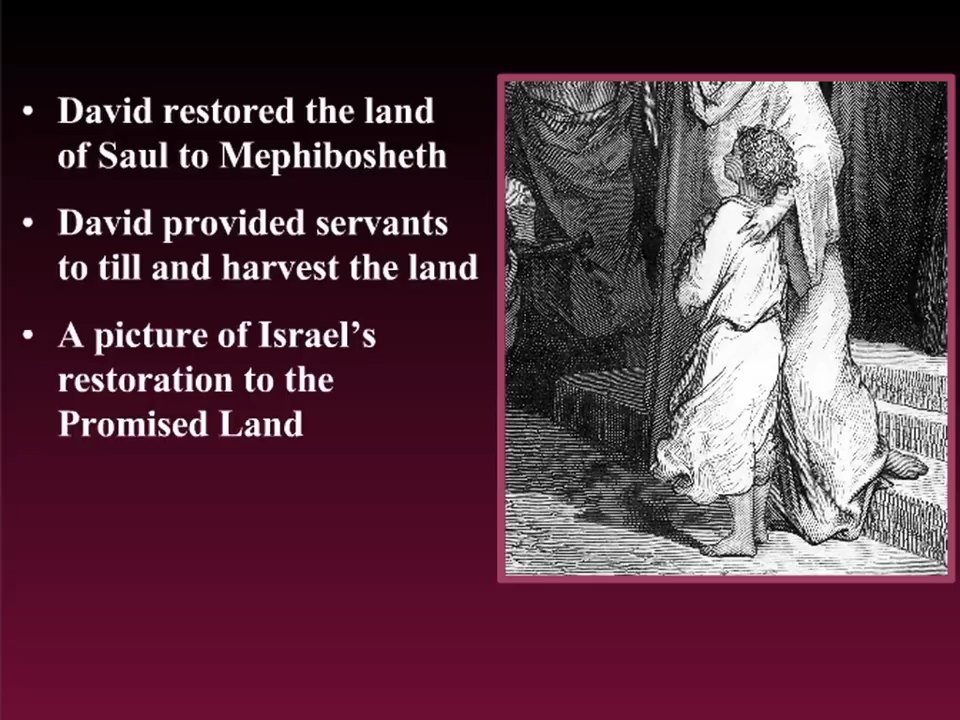 • David restored the land
of Saul to Mephibosheth
• David provided servants
to till and harvest the land
• A picture of Israel’s
restoration to the
Promised Land